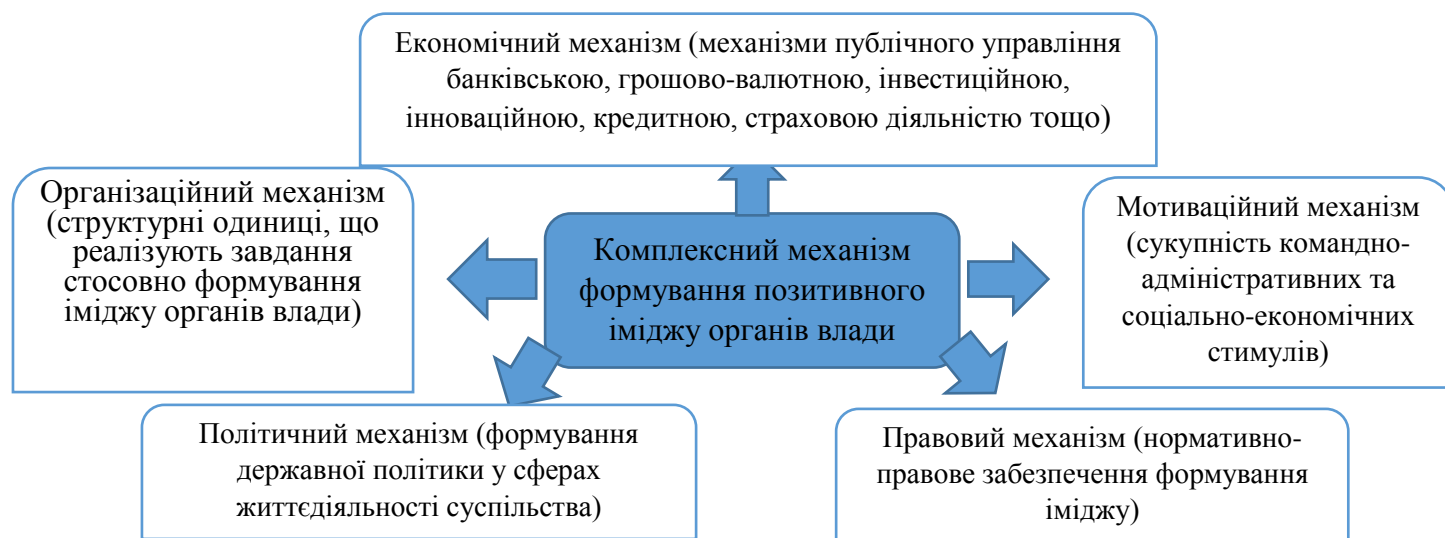 Економічний механізм (механізми публічного управління
банківською, грошово-валютною, інвестиційною,
інноваційною, кредитною, страховою діяльністю тощо)
Організаційний механізм
(структурні одиниці, що
реалізують завдання
стосовно формування
іміджу органів влади)
Комплексний механізм
формування позитивного
іміджу органів влади
Мотиваційний механізм
(сукупність командно-
адміністративних та
соціально-економічних
стимулів)
Політичний механізм (формування
державної політики у сферах
життєдіяльності суспільства)
Правовий механізм (нормативно-
правове забезпечення формування
іміджу)